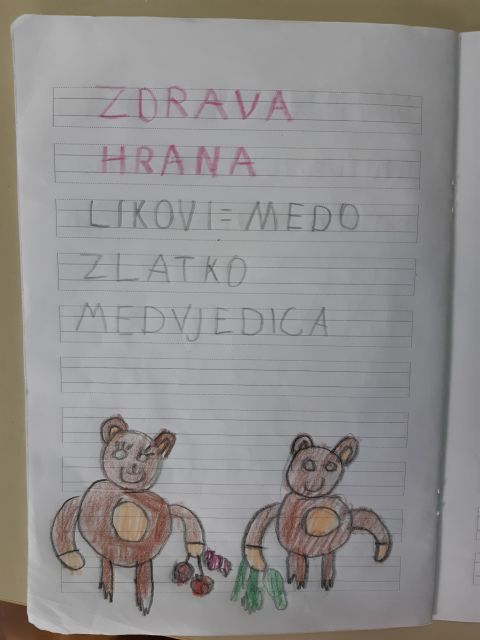 ZDRAVA
HRANA
LIKOVI= MEDO
ZLATKO
MEDVJEDICA